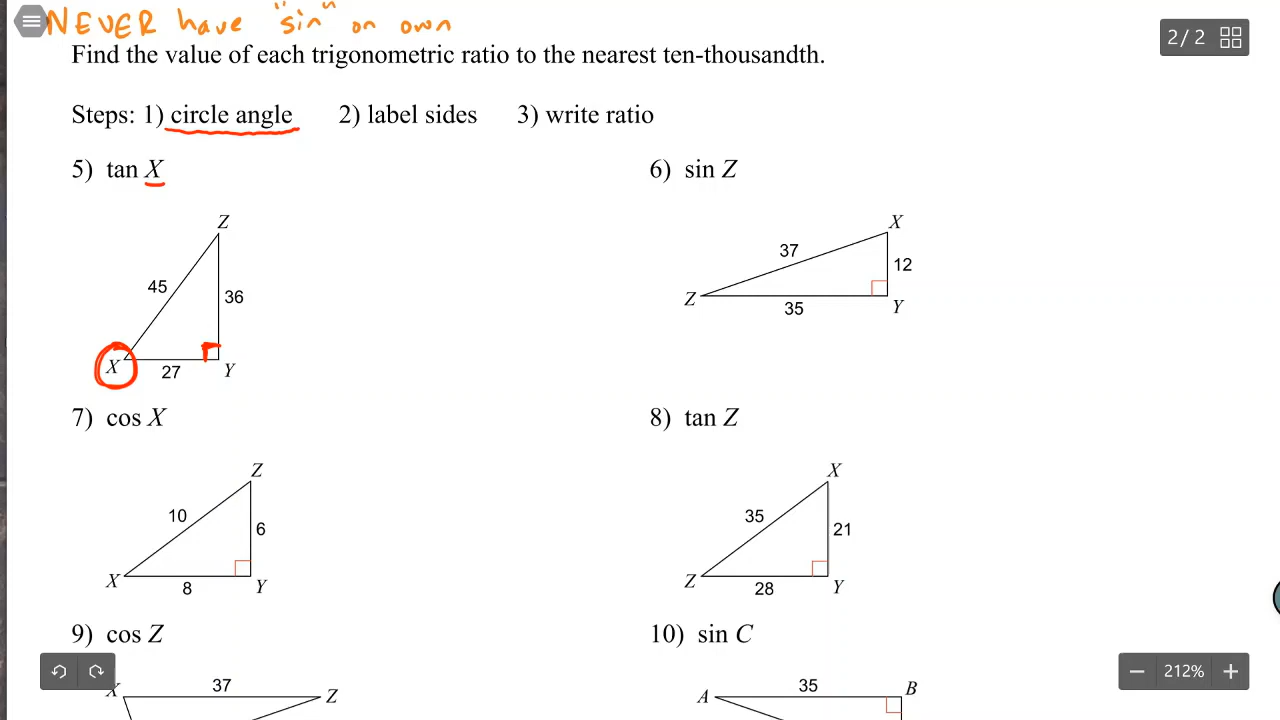 NEVER have "sin" on own
2/2
Find the value of each trigonometric ratio to the nearest ten-thousandth.
Steps: 1) circle angle 2) label sides 3) write ratio
5) tan X
6) sin Z
Z
45
36
X
27
Y
X
37
12
Z
35
Y
7) cos X
8) tan Z
Z
10
6
X
8
Y
X
35
21
Z
28
Y
9) cos Z
10) sin C
X
37
Z
A
35
B
212%